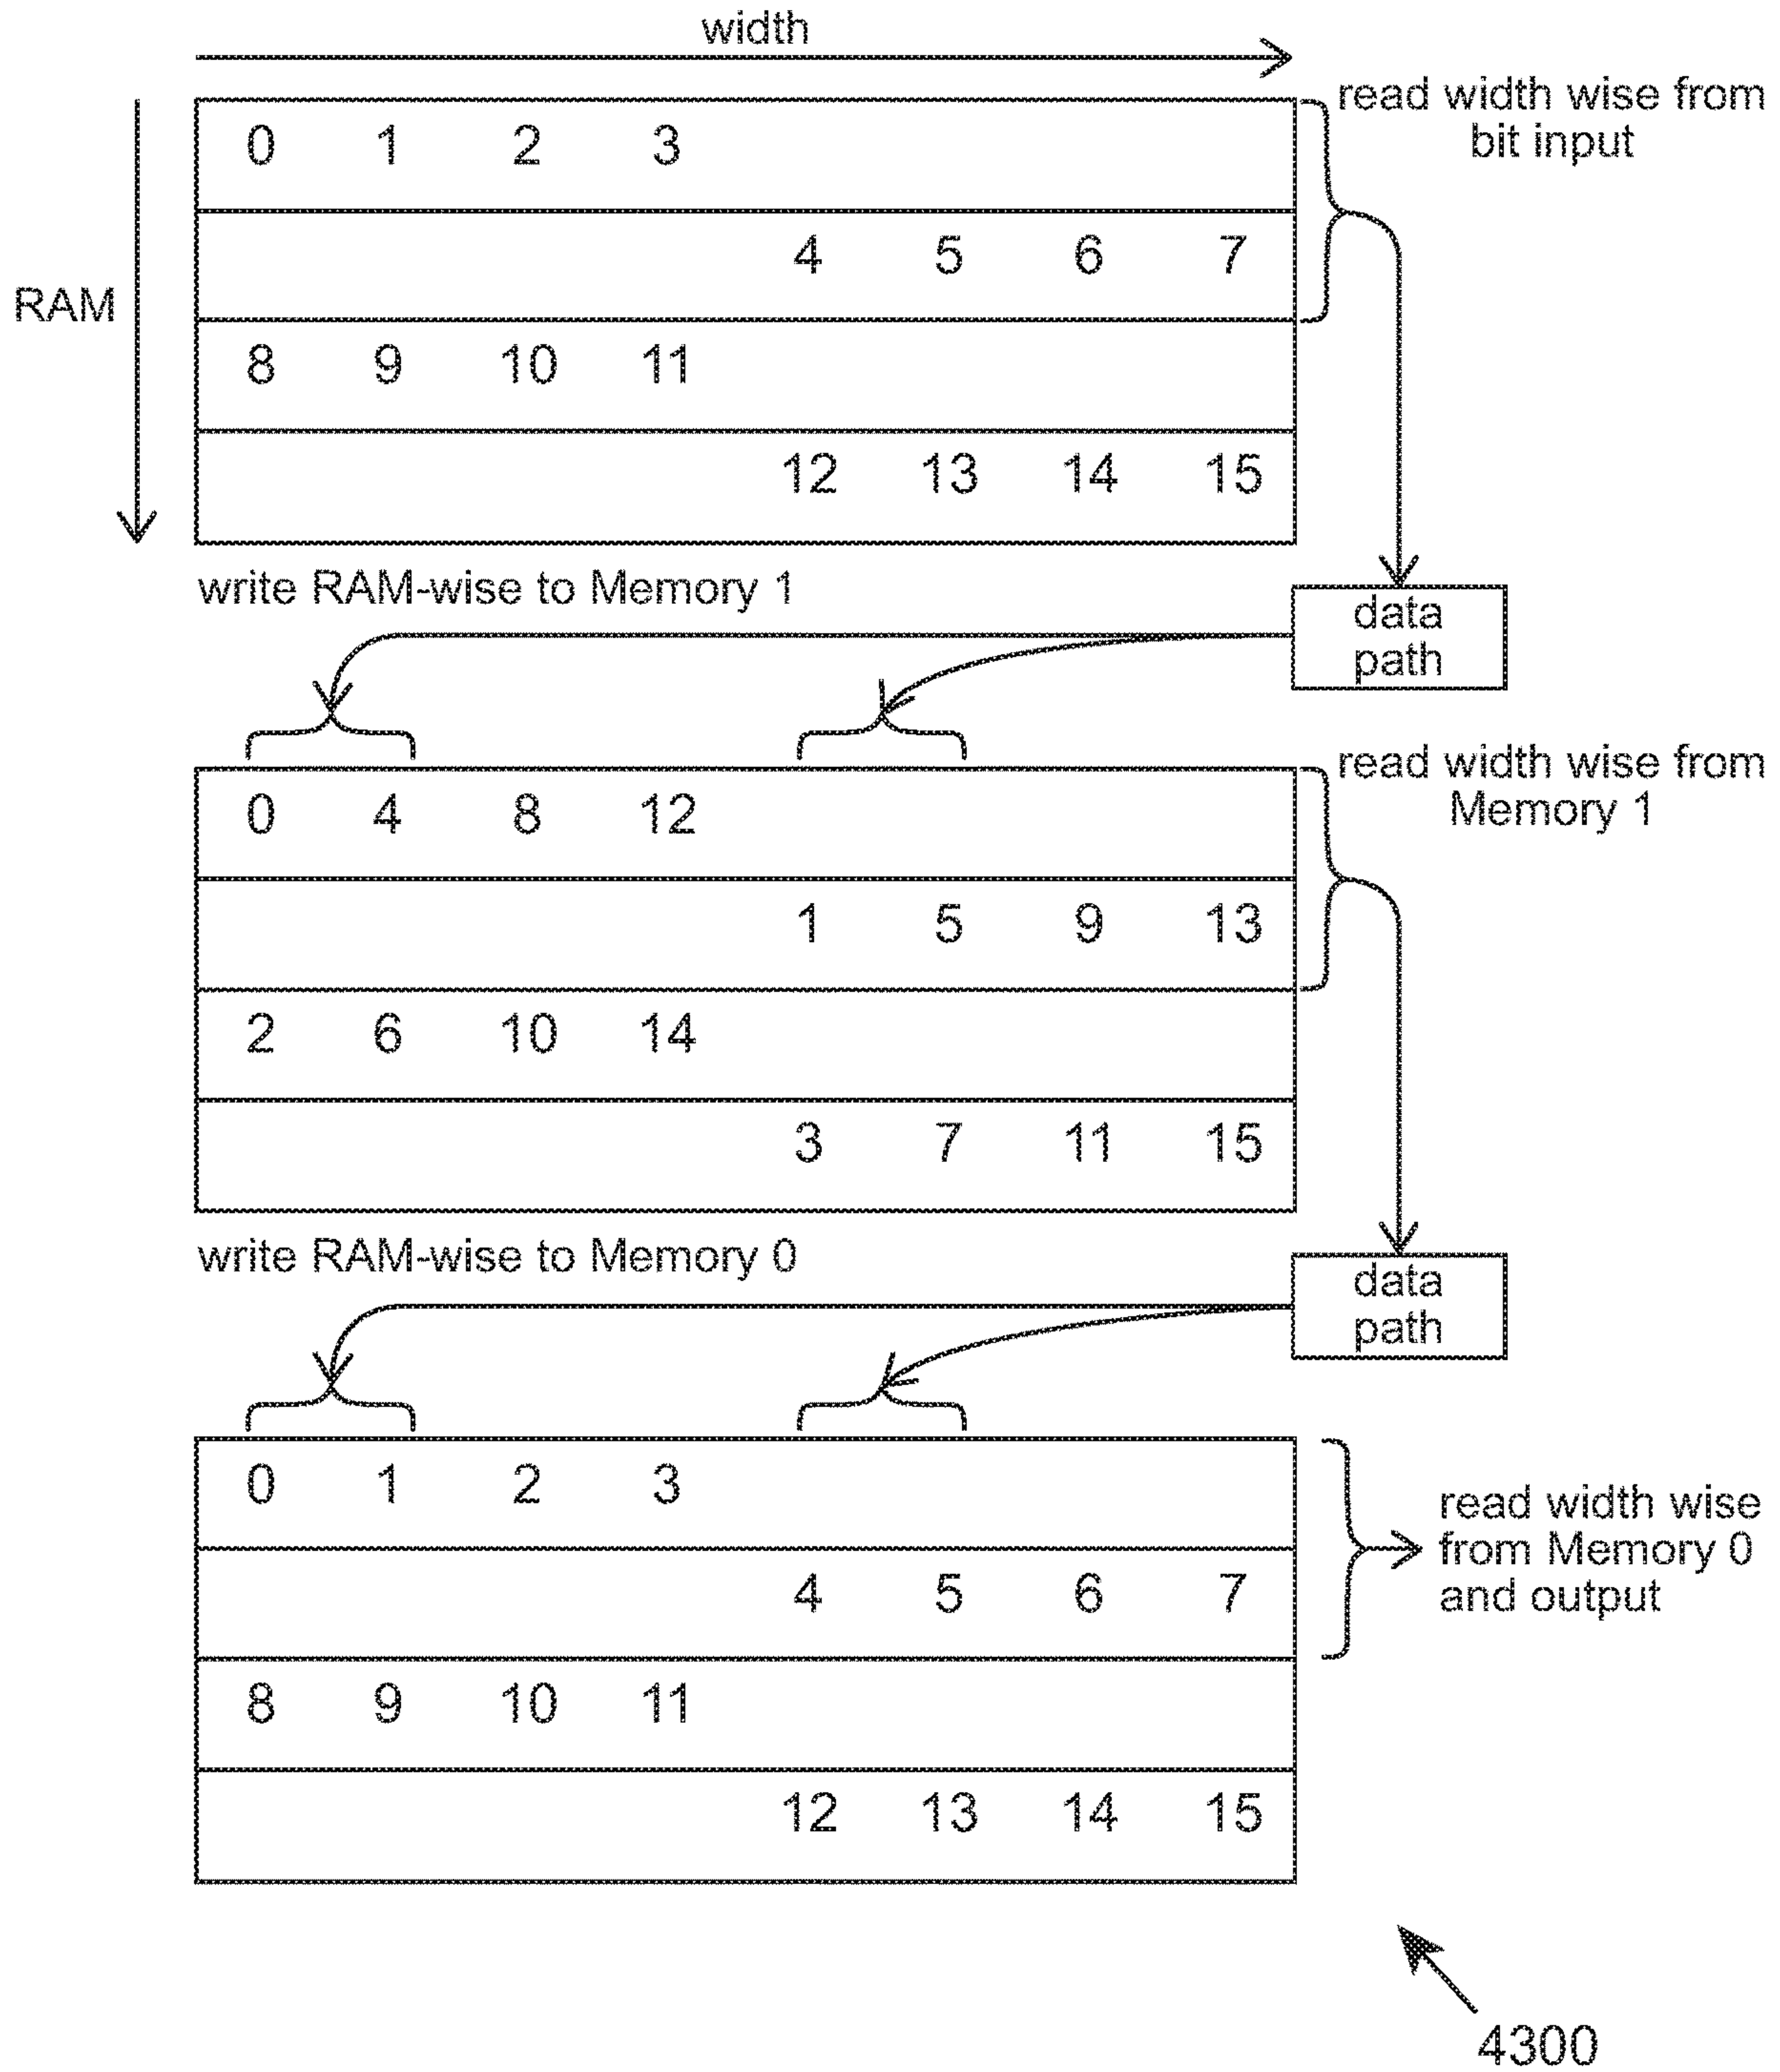 width
read width wise from
bit input
0 1 2 3
4 5 6 7
RAM
8 9 10 11
12 13 14 15
write RAM-wise to Memory 1
data
path
read width wise from
Memory 1
0 4 8 12
1 5 9 13
2 6 10 14
3 7 11 15
write RAM-wise to Memory 0
data
path
0 1 2 3
read width wise
from Memory 0
and output
4 5 6 7
8 9 10 11
12 13 14 15
4300